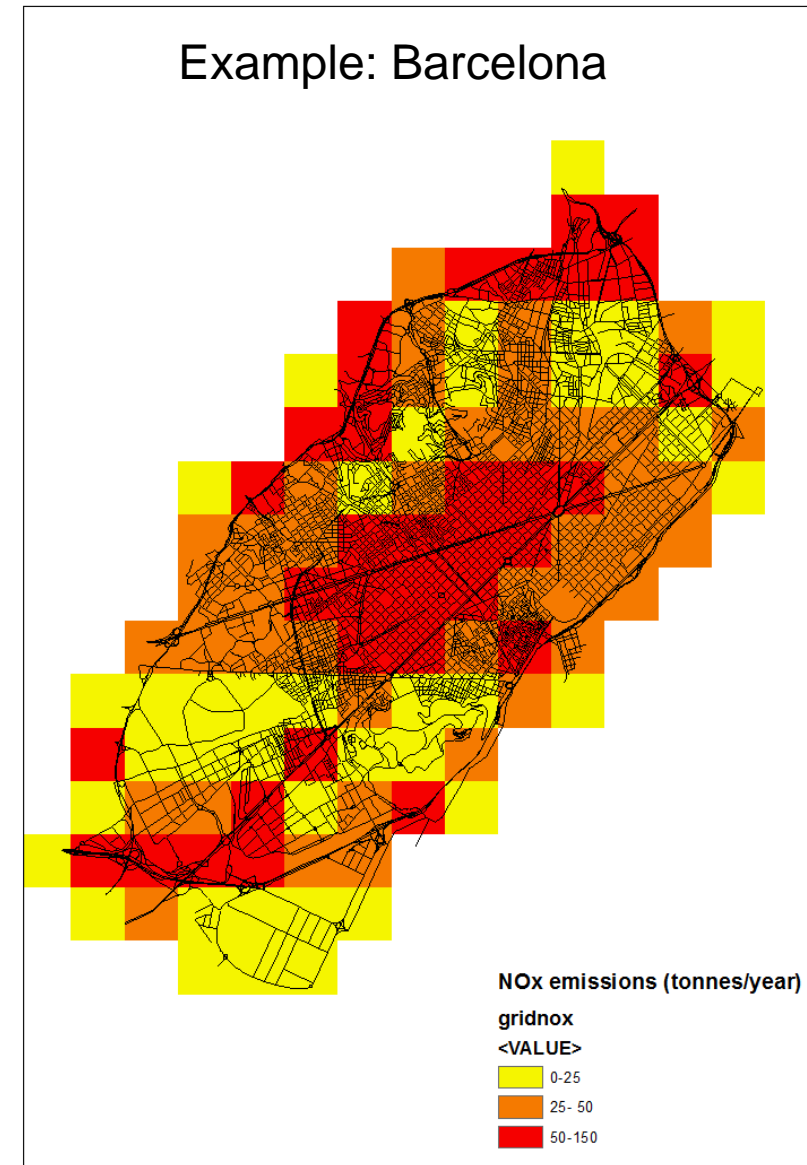 Example: Barcelona
NOx emissions (tonnes/year)
gridnox
<VALUE>
0-25
25- 50
50-150